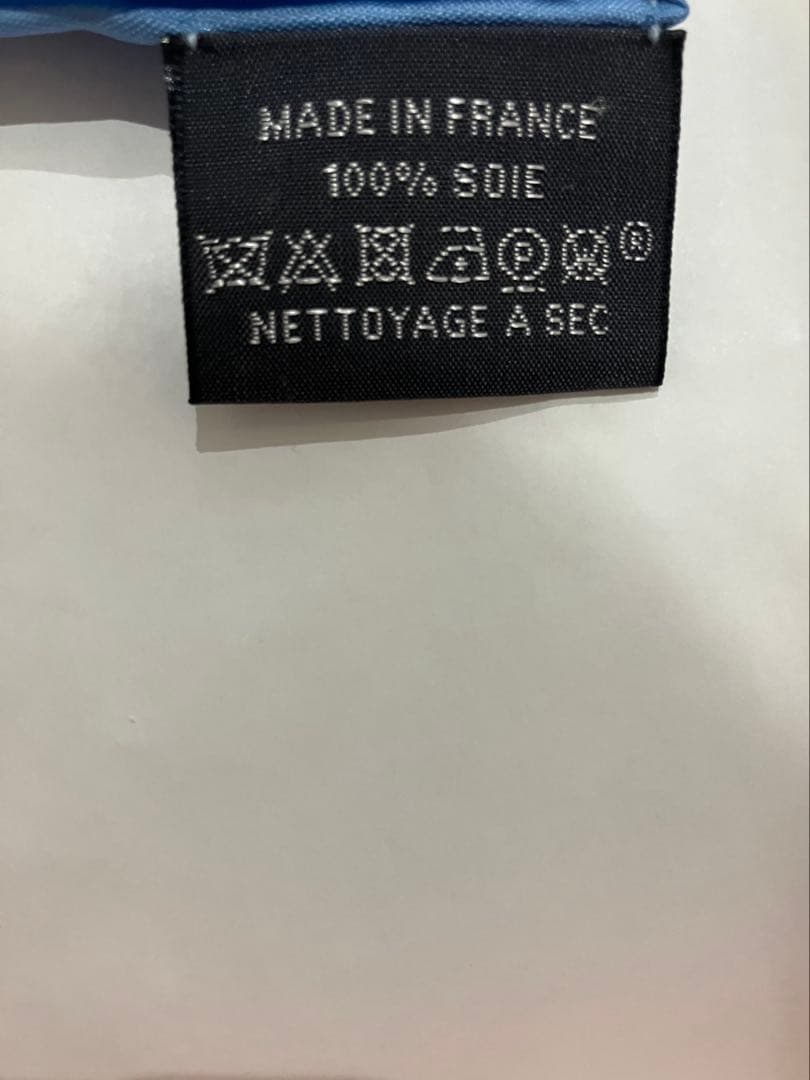 MADE IN FRANCE
100% SOIE
P W ®
NETTOYAGE A SEC